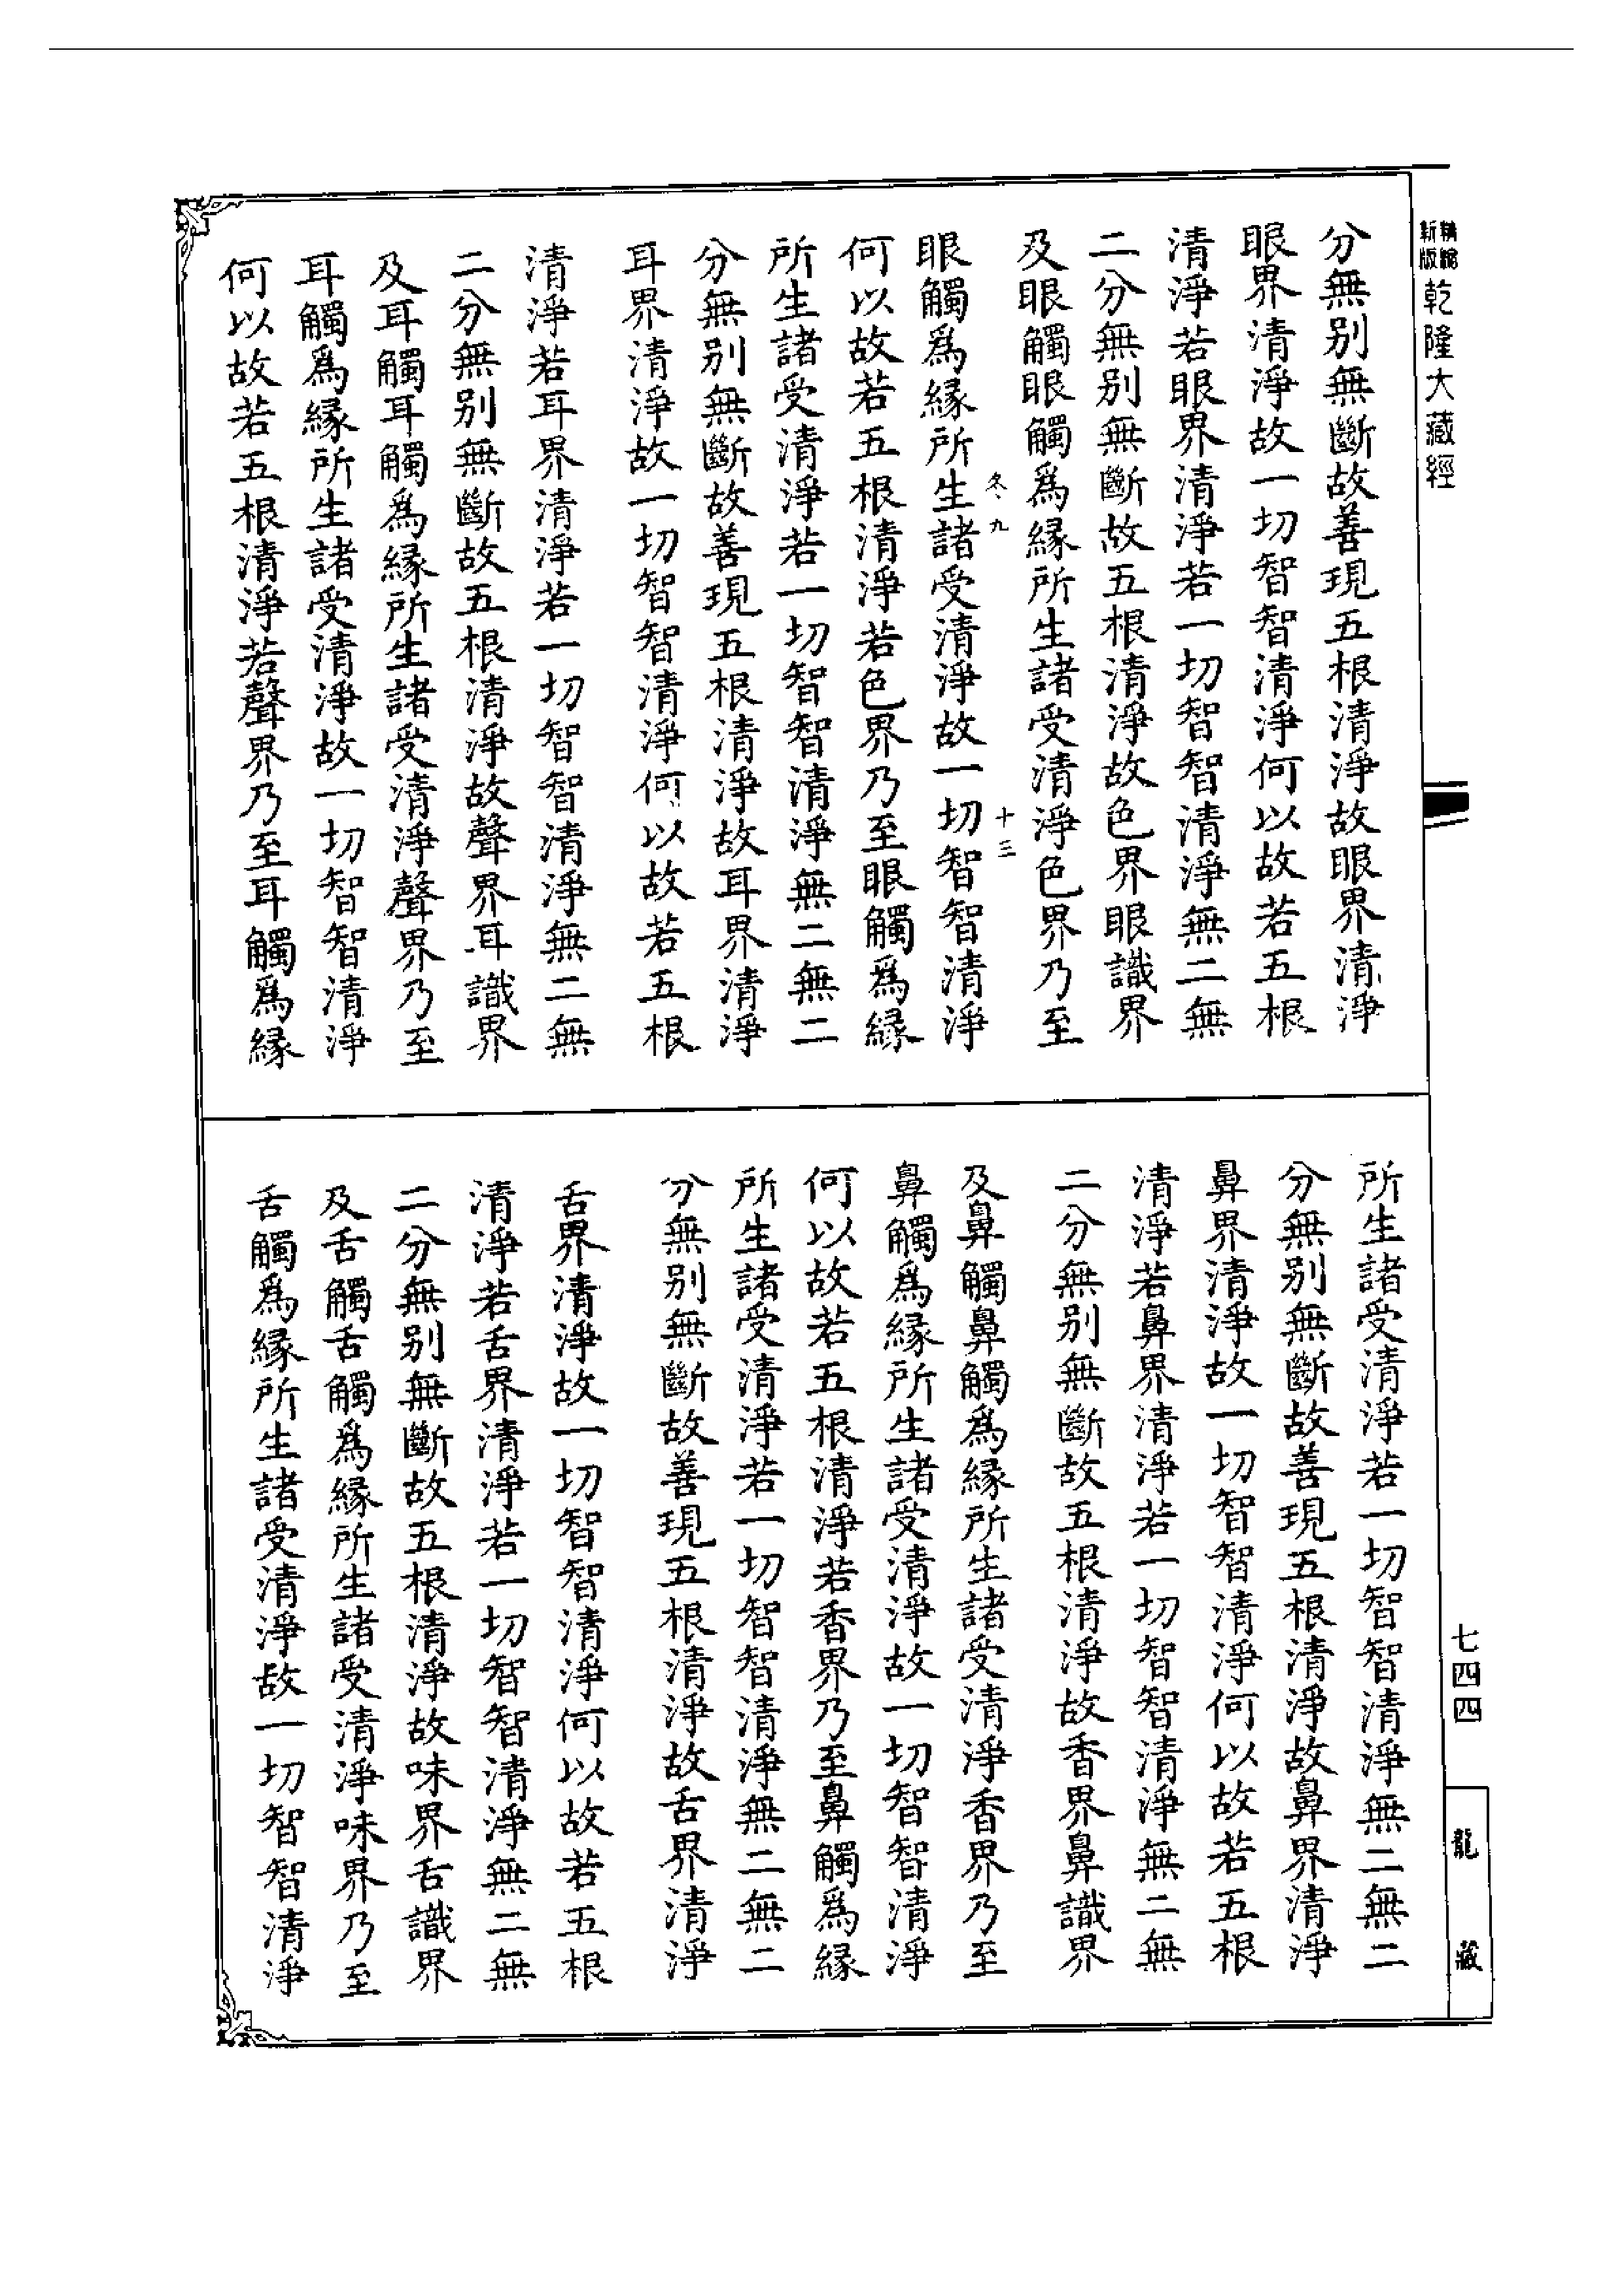 新版
精縮
乾隆大藏經
分無别無斷故善現五根清淨故眼界清淨
眼界清淨故一切智智清淨何以故若五根
清淨若眼界清淨若一切智智清淨無二無
二分無别無斷故五根清淨故色界眼識界
及眼觸眼觸爲緣所生諸受清淨色界乃至
冬九
十三
眼觸爲緣所生諸受清淨故一切智智清淨
何以故若五根清淨若色界乃至眼觸爲緣
所生諸受清淨若一切智智清淨無二無二
分無别無斷故善現五根清淨故耳界清淨
耳界清淨故一切智智清淨何以故若五根
清淨若耳界清淨若一切智智清淨無二無
二分無别無斷故五根清淨故聲界耳識界
及耳觸耳觸爲緣所生諸受清淨聲界乃至
耳觸爲緣所生諸受清淨故一切智智清淨
何以故若五根清淨若聲界乃至耳觸爲緣
所生諸受清淨若一切智智清淨無二無二
分無别無斷故善現五根清淨故鼻界清淨
鼻界清淨故一切智智清淨何以故若五根
清淨若鼻界清淨若一切智智清淨無二無
二分無别無斷故五根清淨故香界鼻識界
及鼻觸鼻觸爲緣所生諸受清淨香界乃至
鼻觸爲緣所生諸受清淨故一切智智清淨
何以故若五根清淨若香界乃至鼻觸爲緣
所生諸受清淨若一切智智清淨無二無二
分無别無斷故善現五根清淨故舌界清淨
舌界清淨故一切智智清淨何以故若五根
清淨若舌界清淨若一切智智清淨無二無
二分無别無斷故五根清淨故味界舌識界
及舌觸舌觸爲緣所生諸受清淨味界乃至
舌觸爲緣所生諸受清淨故一切智智清淨
七四四
龍藏